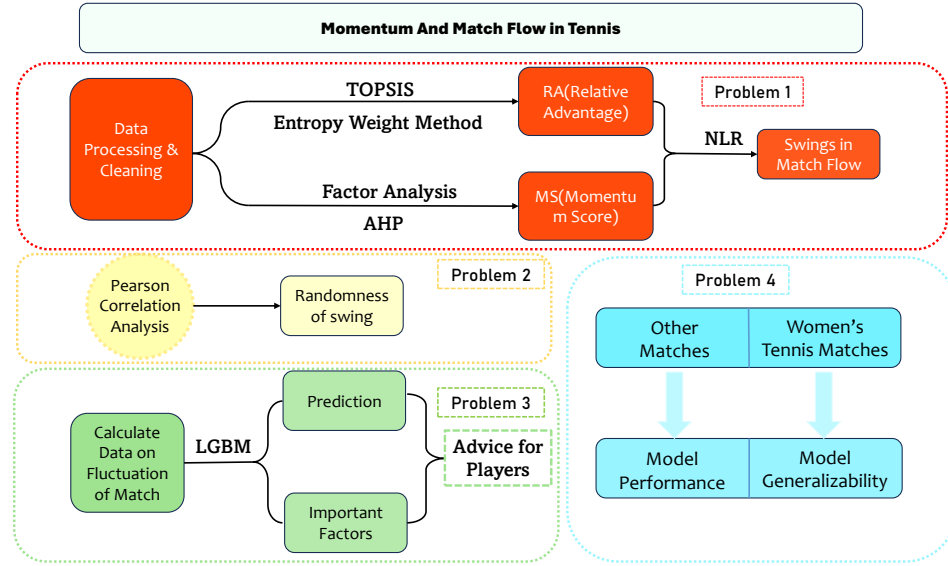 Momentum And Match Flow in Tennis
Problem 1
Data
Processing &
Cleaning
TOPSIS
Entropy Weight Method
Factor Analysis
AHP
RA(Relative
Advantage)
MS(Momentu
m Score)
NLR
Swings in
Match Flow
Problem 2
Pearson
Correlation
Analysis
Randomness
of swing
Problem 3
Calculate
Data on
Fluctuation
of Match
LGBM
Prediction
Important
Factors
Advice for
Players
Problem 4
Other
Matches
Women's
Tennis Matches
Model
Performance
Model
Generalizability